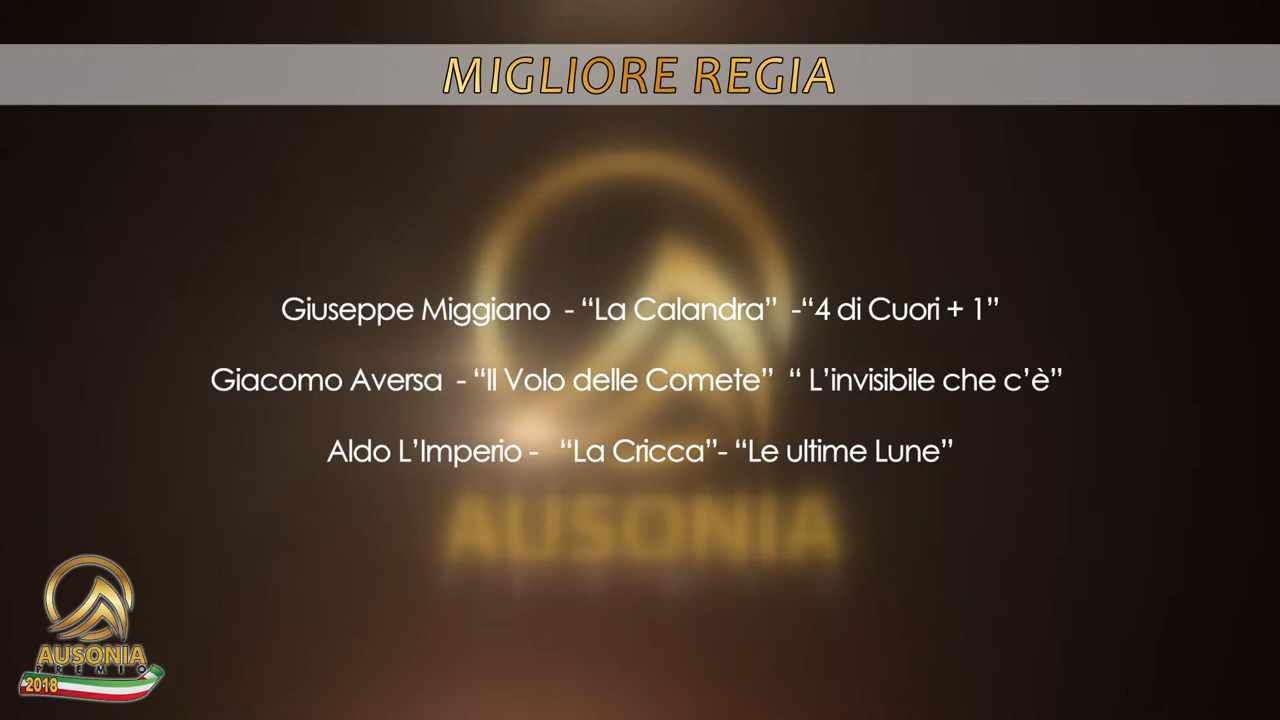 MIGLIORE REGIA
Giuseppe Miggiano - “La Calandra” -“4 di Cuori + 1”
Giacomo Aversa - “Il Volo delle Comete” “ L’invisibile che c’è”
Aldo L’Imperio - “La Cricca”- “Le ultime Lune”
AUSONIA
AUSONIA
PREMIO
2018